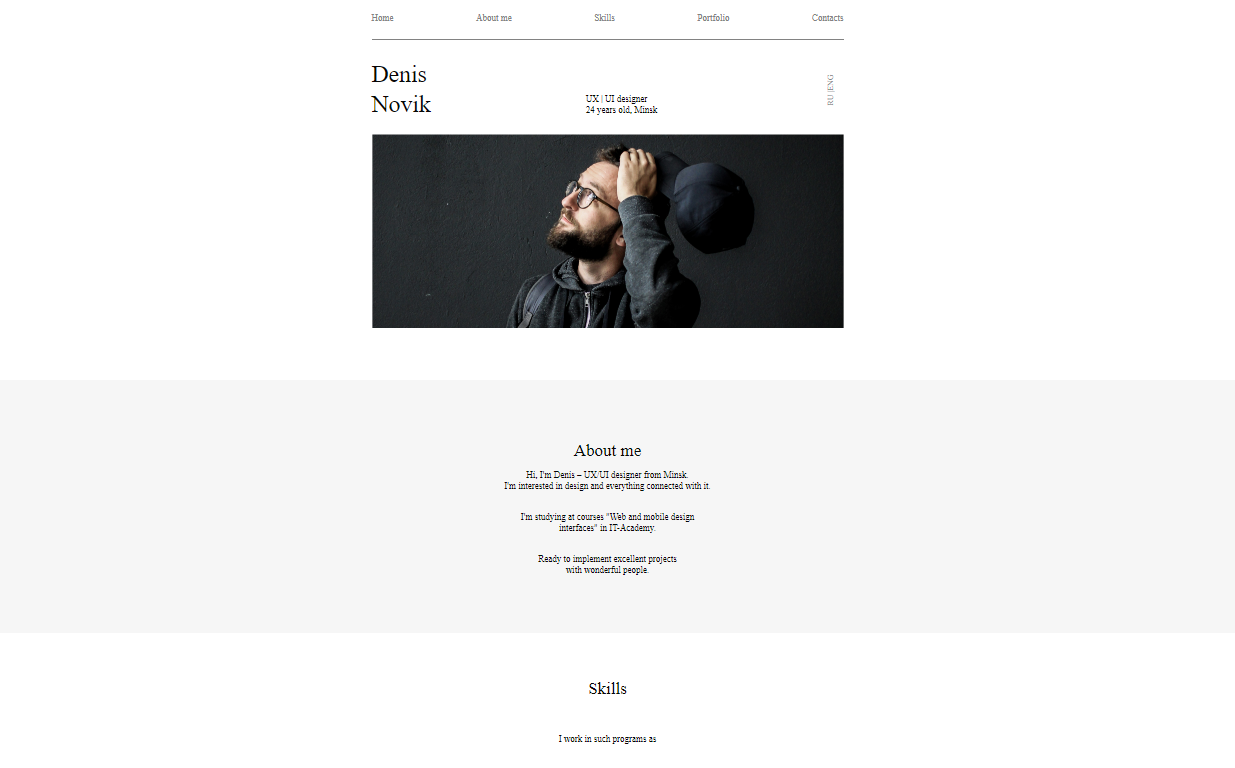 Home About me Skills Portfolio Contacts
Denis
Novik
UX | UI designer
24 years old, Minsk
RU |ENG
About me
Hi, I'm Denis – UX/UI designer from Minsk.
I'm interested in design and everything connected with it.
I'm studying at courses "Web and mobile design
interfaces" in IT-Academy.
Ready to implement excellent projects
with wonderful people.
Skills
I work in such programs as